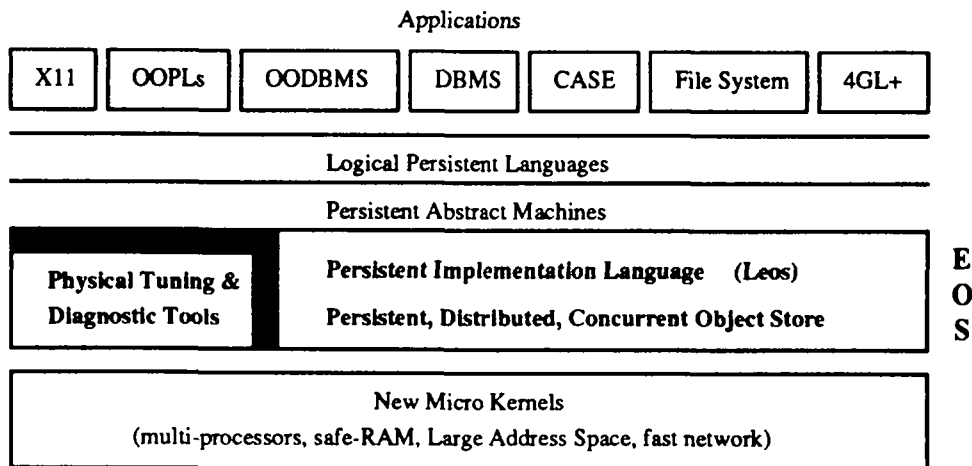 Applications
X11 OOPLs OODBMS DBMS CASE File System 4GL+
Logical Persistent Languages
Persistent Abstract Machines
Physical Tuning &
Diagnostic Tools
Persistent Implementation Language (Leos)
Persistent, Distributed, Concurrent Object Store
E
O
S
New Micro Kernels
(multi-processors, safe-RAM, Large Address Space, fast network)